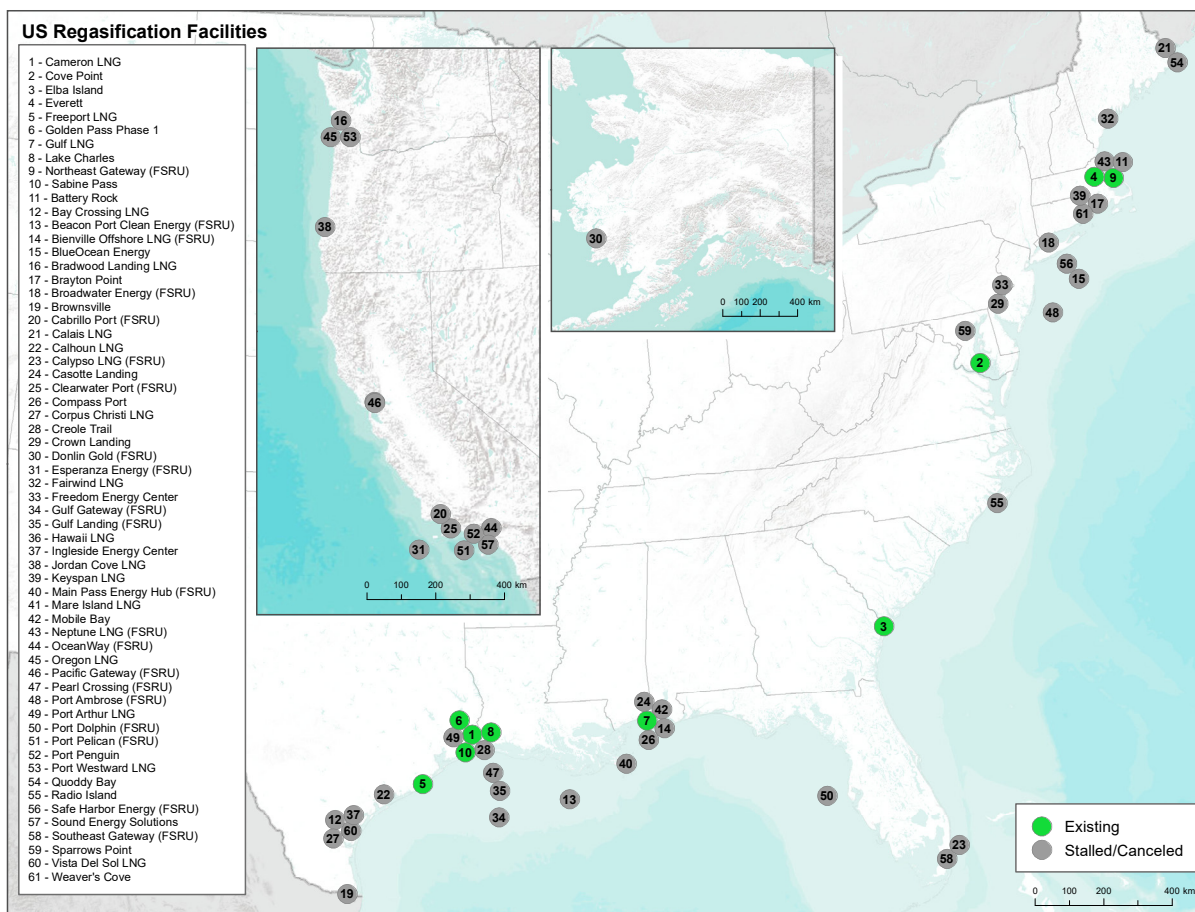 US Regasification Facilities
1 - Cameron LNG
2 - Cove Point
3 - Elba Island
4 - Everett
5 - Freeport LNG
6 - Golden Pass Phase 1
7 - Gulf LNG
8 - Lake Charles
9 - Northeast Gateway (FSRU)
10 - Sabine Pass
11 - Battery Rock
12 - Bay Crossing LNG
13 - Beacon Port Clean Energy (FSRU)
14 - Bienville Offshore LNG (FSRU)
15 - BlueOcean Energy
16 - Bradwood Landing LNG
17 - Brayton Point
18 - Broadwater Energy (FSRU)
19 - Brownsville
20 - Cabrillo Port (FSRU)
21 - Calais LNG
22 - Calhoun LNG
23 - Calypso LNG (FSRU)
24 - Casotte Landing
25 - Clearwater Port (FSRU)
26 - Compass Port
27 - Corpus Christi LNG
28 - Creole Trail
29 - Crown Landing
30 - Donlin Gold (FSRU)
31 - Esperanza Energy (FSRU)
32 - Fairwind LNG
33 - Freedom Energy Center
34 - Gulf Gateway (FSRU)
35 - Gulf Landing (FSRU)
36 - Hawaii LNG
37 - Ingleside Energy Center
38 - Jordan Cove LNG
39 - Keyspan LNG
40 - Main Pass Energy Hub (FSRU)
41 - Mare Island LNG
42 - Mobile Bay
43 - Neptune LNG (FSRU)
44 - OceanWay (FSRU)
45 - Oregon LNG
46 - Pacific Gateway (FSRU)
47 - Pearl Crossing (FSRU)
48 - Port Ambrose (FSRU)
49 - Port Arthur LNG
50 - Port Dolphin (FSRU)
51 - Port Pelican (FSRU)
52 - Port Penguin
53 - Port Westward LNG
54 - Quoddy Bay
55 - Radio Island
56 - Safe Harbor Energy (FSRU)
57 - Sound Energy Solutions
58 - Southeast Gateway (FSRU)
59 - Sparrows Point
60 - Vista Del Sol LNG
61 - Weaver's Cove
16
45 53
38
46
20
25
52
44
57
51
31
0 100 200 400 km
30
0 100 200 400 km
21
54
32
43 11
4 9
39
17
61
18
56
15
33
29
48
59
2
55
3
24
42
7
14
26
40
6
8
1
49
28
10
47
5
35
22
13
34
50
37
12
60
27
23
58
19
Existing
Stalled/Canceled
0 100 200 400 km